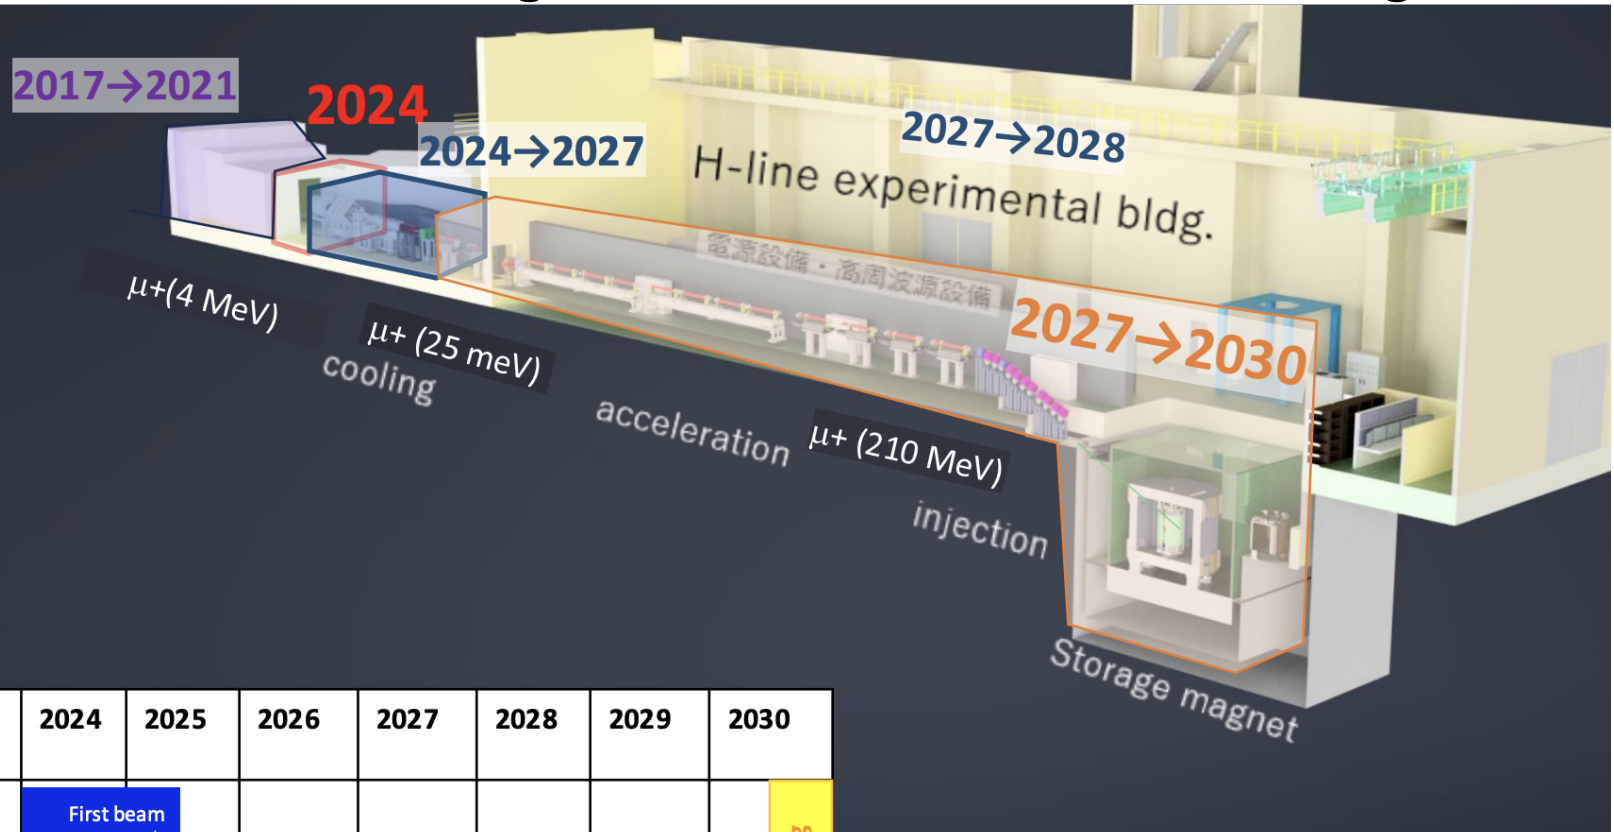 2017→2021
2024
2024→2027
2027→2028
H-line experimental bldg.
電源設備・高周波源設備
2027→2030
μ+(4 MeV)
μ+ (25 meV)
cooling
acceleration
μ+ (210 MeV)
injection
Storage magnet
2024 2025 2026 2027 2028 2029 2030
First beam